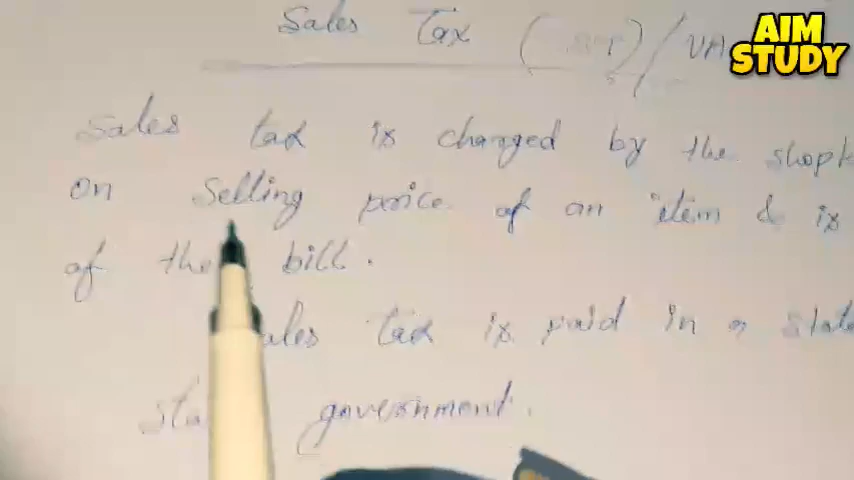 Sales Tax
AIM
STUDY
Sales tax is charged by the
on selling price of an item & is
of the bill.
tax is paid in a
government.